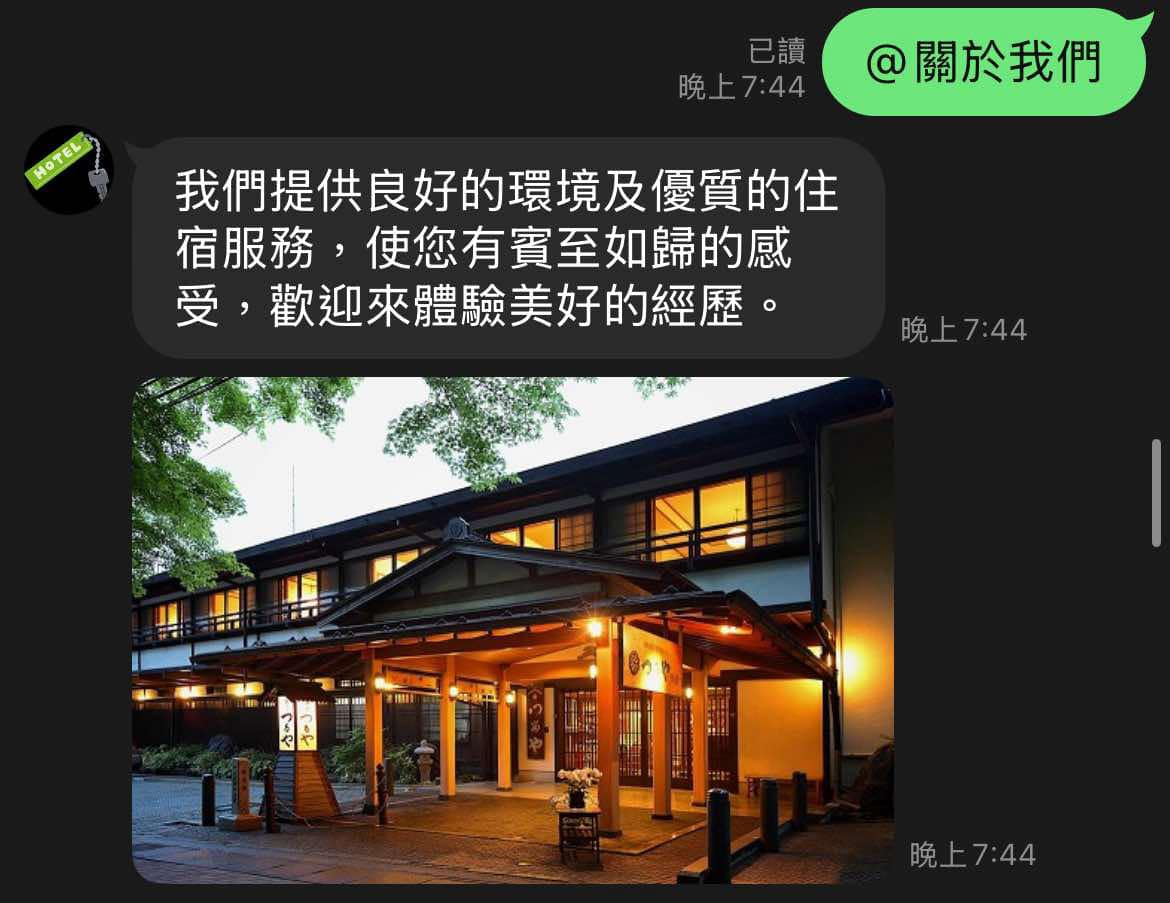 @關於我們
已讀
晚上7:44
HOTEL
我們提供良好的環境及優質的住
宿服務，使您有賓至如歸的感
受，歡迎來體驗美好的經歷。
晚上7:44
つるや
つるや
つるや
つるや
晚上7:44